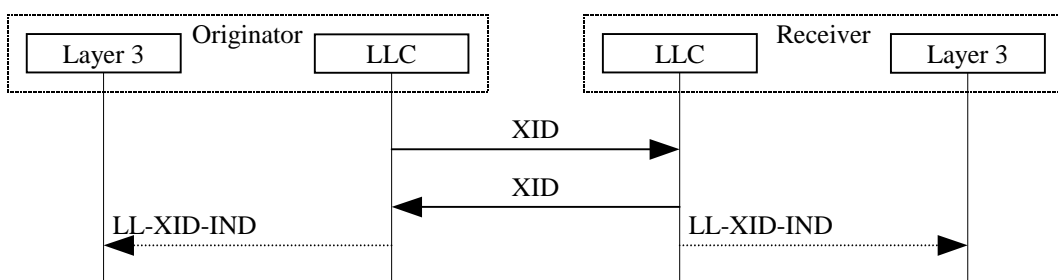 Originator
Receiver
Layer 3
LLC
LLC
Layer 3
XID
XID
LL-XID-IND
LL-XID-IND